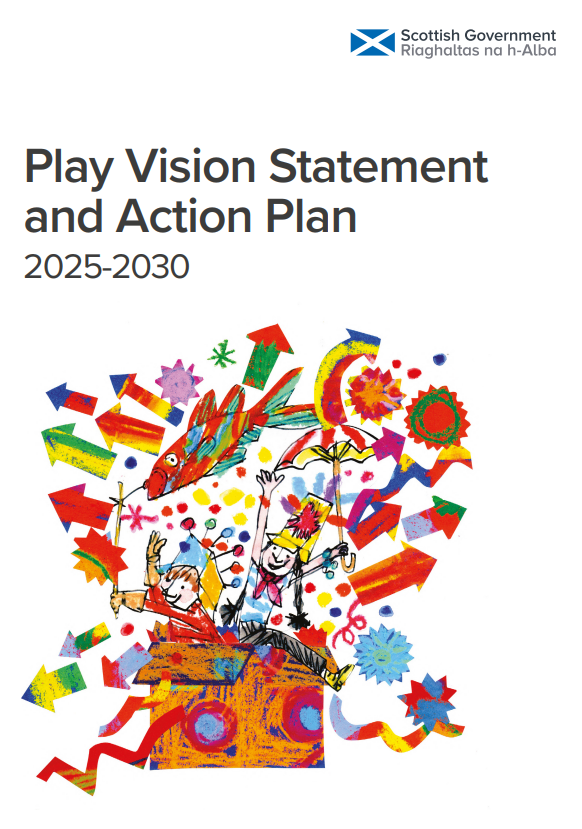 Scottish Government
Riaghaltas na h-Alba
Play Vision Statement
and Action Plan
2025-2030